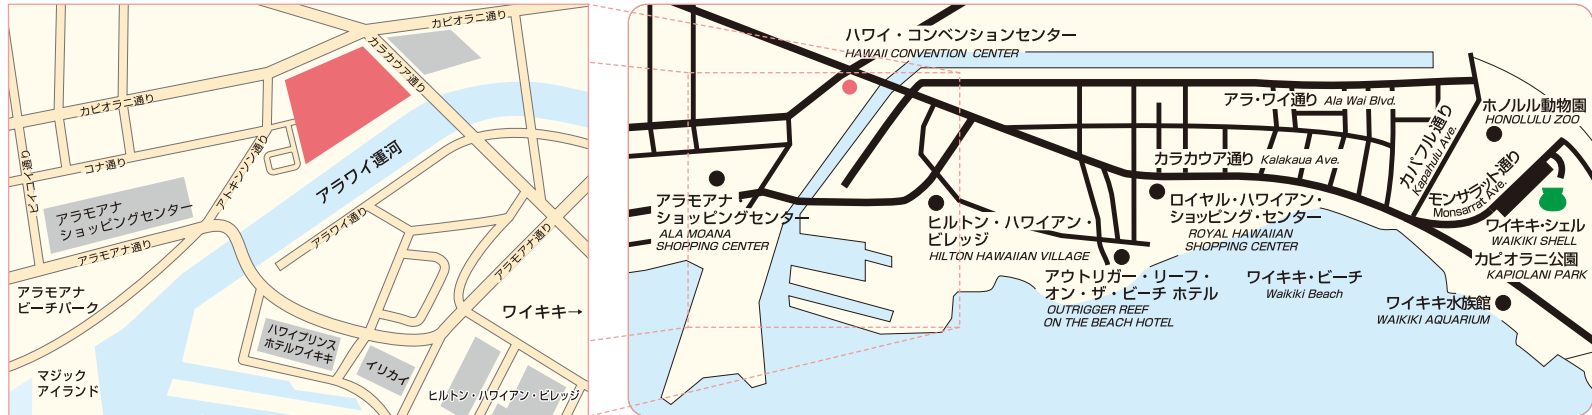 カピオラニ通り
カラカウア通り
カピオラニ通り
ピイコイ通り
コナ通り
アトキンソン通り
アラワイ運河
アラモアナ
ショッピングセンター
アラワイ通り
アラモアナ通り
アラモアナ通り
アラモアナ
ビーチパーク
ワイキキ→
ハワイプリンス
ホテルワイキキ
イリカイ
マジック
アイランド
ヒルトン・ハワイアン・ビレッジ
ハワイ・コンベンションセンター
HAWAII CONVENTION CENTER
アラ・ワイ通り Ala Wai Blvd.
カパフル通り
Kapahulu Ave.
ホノルル動物園
HONOLULU ZOO
カラカウア通り Kalakaua Ave.
モンサラット通り
Monsarrat Ave.
アラモアナ
ショッピングセンター
ALA MOANA
SHOPPING CENTER
ヒルトン・ハワイアン・
ビレッジ
HILTON HAWAIIAN VILLAGE
ロイヤル・ハワイアン・
ショッピング・センター
ROYAL HAWAIIAN
SHOPPING CENTER
ワイキキ・シェル
WAIKIKI SHELL
カピオラニ公園
KAPIOLANI PARK
アウトリガー・リーフ・
オン・ザ・ビーチ ホテル
OUTRIGGER REEF
ON THE BEACH HOTEL
ワイキキ・ビーチ
Waikiki Beach
ワイキキ水族館
WAIKIKI AQUARIUM